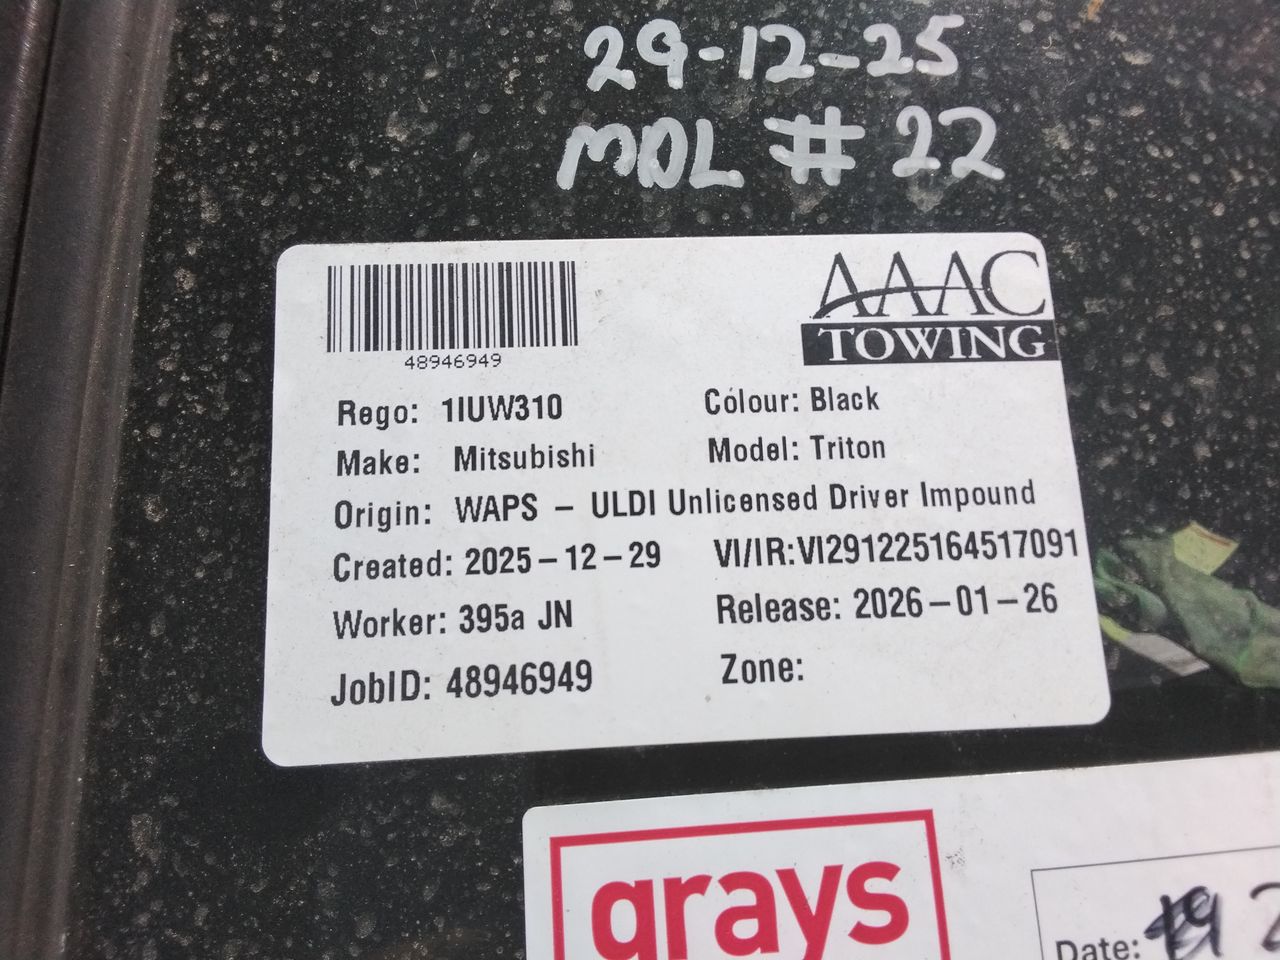 29-12-25
MDL # 22
AAAC
TOWING
48946949
Rego: 1IUW310 Colour: Black
Make: Mitsubishi Model: Triton
Origin: WAPS - ULDI Unlicensed Driver Impound
Created: 2025-12-29 VI/IR:VI291225164517091
Worker: 395a JN Release: 2026-01-26
JobID: 48946949 Zone:
grays
Date: